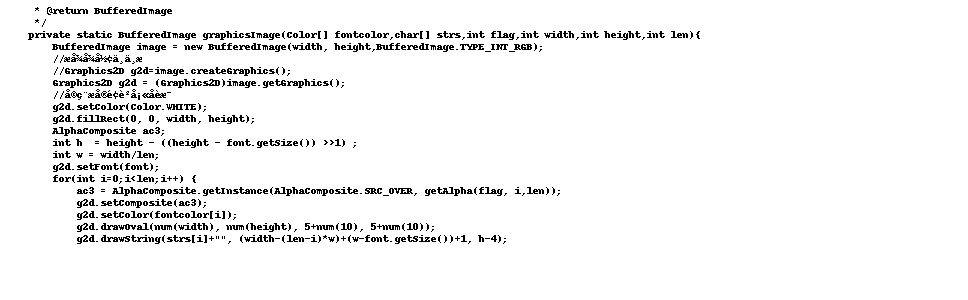 * @return BufferedImage
*/
private static BufferedImage graphicsImage(Color[] fontcolor,char[] strs,int flag,int width,int height,int len){
BufferedImage image = new BufferedImage(width, height,BufferedImage.TYPE_INT_RGB);
//
//Graphics2D g2d=image.createGraphics();
Graphics2D g2d = (Graphics2D)image.getGraphics();
//
g2d.setColor(Color.WHITE);
g2d.fillRect(0, 0, width, height);
AlphaComposite ac3;
int h  = height - ((height - font.getSize()) >>1) ;
int w = width/len;
g2d.setFont(font);
for(int i=0;i<len;i++) {
ac3 = AlphaComposite.getInstance(AlphaComposite.SRC_OVER, getAlpha(flag, i,len));
g2d.setComposite(ac3);
g2d.setColor(fontcolor[i]);
g2d.drawOval(num(width), num(height), 5+num(10), 5+num(10));
g2d.drawString(strs[i]+"", (width-(len-i)*w)+(w-font.getSize())+1, h-4);